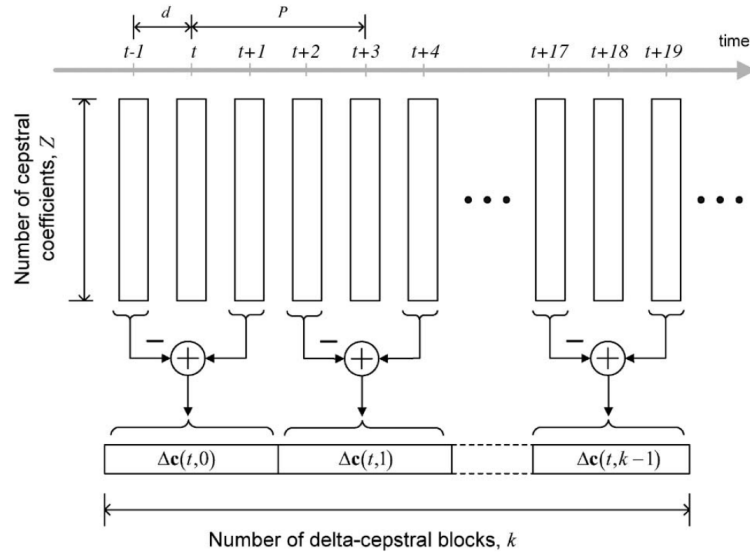 d
P
t-1
t
t+1
t+2
t+3
t+4
t+17
t+18
t+19
time
Number of cepstral
coefficients, Z
−
+
−
+
−
+
Δc(t,0)
Δc(t,1)
Δc(t,k−1)
Number of delta-cepstral blocks, k